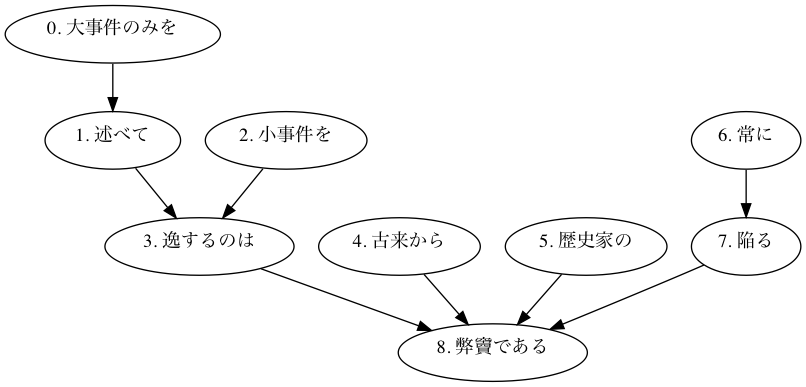 0. 大事件のみを
1. 述べて
2. 小事件を
6. 常に
3. 逸するのは
4. 古来から
5. 歴史家の
7. 陥る
8. 弊竇である